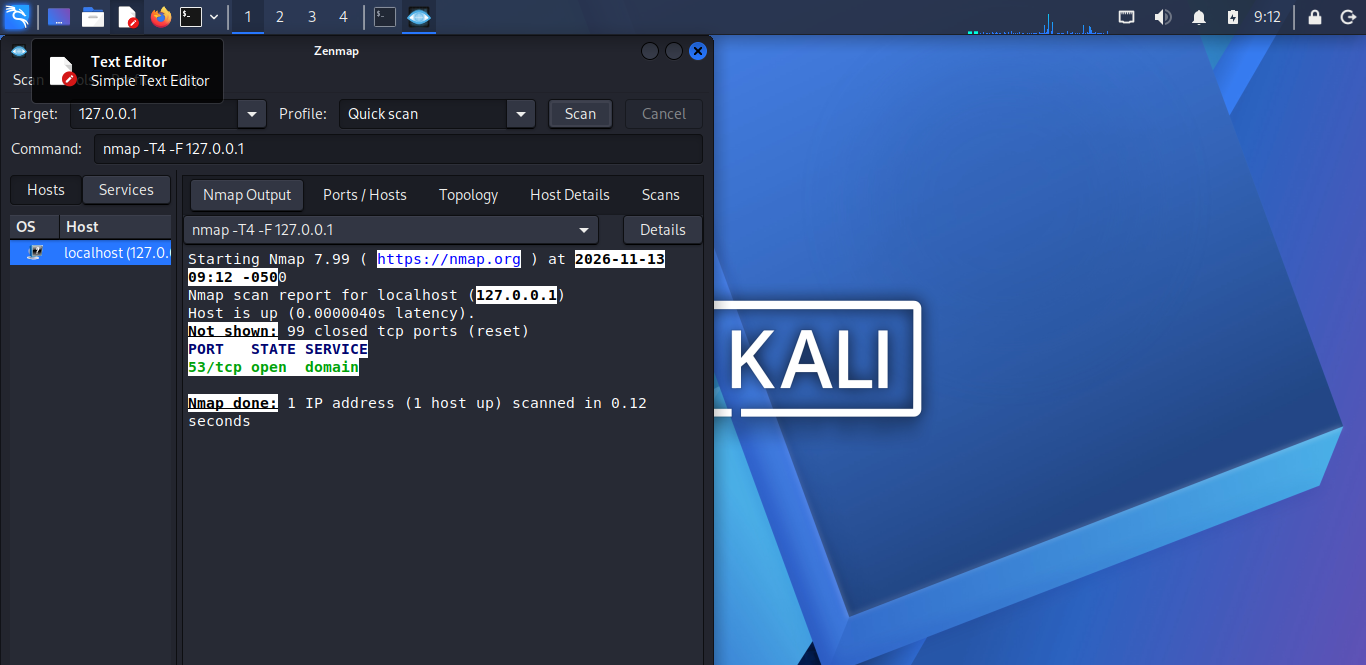 1 2 3 4 9:12
Zenmap
Text Editor
Simple Text Editor
Target: 127.0.0.1 Profile: Quick scan Scan Cancel
Command: nmap -T4 -F 127.0.0.1
Hosts Services
OS Host
localhost (127.0.0
Nmap Output Ports / Hosts Topology Host Details Scans
nmap -T4 -F 127.0.0.1 Details
Starting Nmap 7.99 ( https://nmap.org ) at 2026-11-13
09:12 -0500
Nmap scan report for localhost (127.0.0.1)
Host is up (0.0000040s latency).
Not shown: 99 closed tcp ports (reset)
PORT STATE SERVICE
53/tcp open domain
Nmap done: 1 IP address (1 host up) scanned in 0.12
seconds
KALI